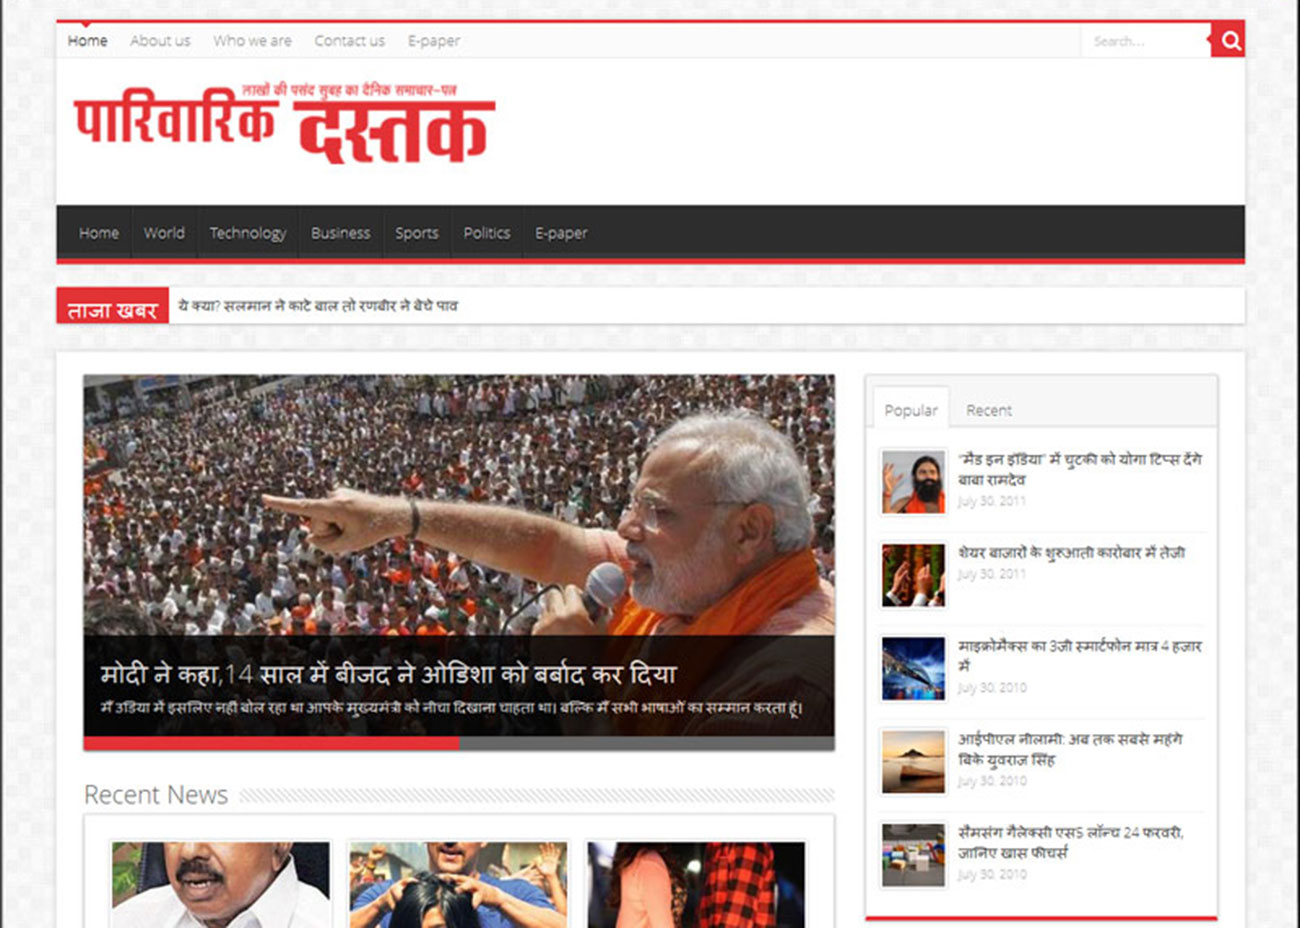 Home About us Who we are Contact us E-paper Search...
लाखों की पसंद सुबह का दैनिक समाचार-पत्र
पारिवारिक दस्तक
Home World Technology Business Sports Politics E-paper
ताजा खबर ये क्या? सलमान ने काटे बाल तो रणबीर ने बेचे पाव
मोदी ने कहा,14 साल में बीजद ने ओडिशा को बर्बाद कर दिया
मैं उडिया में इसलिए नहीं बोल रहा था आपके मुख्यमंत्री को नीचा दिखाना चाहता था। बल्कि मैं सभी भाषाओं का सम्मान करता हूं।
Recent News
Popular Recent
"मैड इन इंडिया" में चुटकी को योगा टिप्स देंगे
बाबा रामदेव
July 30, 2011
शेयर बाजारों के शुरुआती कारोबार में तेजी
July 30, 2011
माइक्रोमैक्स का 3जी स्मार्टफोन मात्र 4 हजार
में
July 30, 2010
आईपीएल नीलामी: अब तक सबसे महंगे
बिके युवराज सिंह
July 30, 2010
सैमसंग गैलेक्सी एस5 लॉन्च 24 फरवरी,
जानिए खास फीचर्स
July 30, 2010